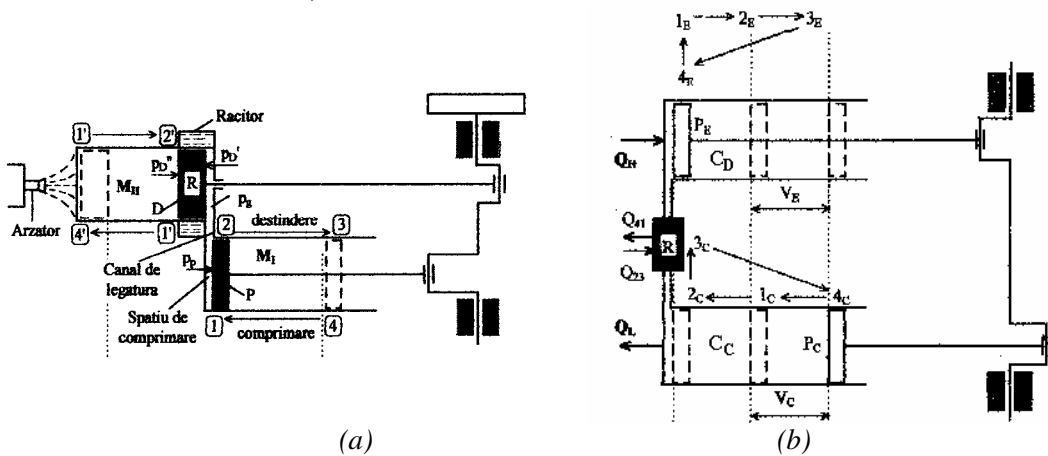 Racitor
1' 2'
p_D" p_D'
M_II
R
D p_E
Arzator
4' 1'
2 destindere 3
Canal de
legatura
p_P M_I
P
Spatiu de
comprimare
1 comprimare 4
(a)
1_E 2_E 3_E
4_E
P_E
Q_H
C_D
V_E
Q_41
R
Q_23
3_C
2_C 1_C 4_C
Q_L C_C P_C
V_C
(b)